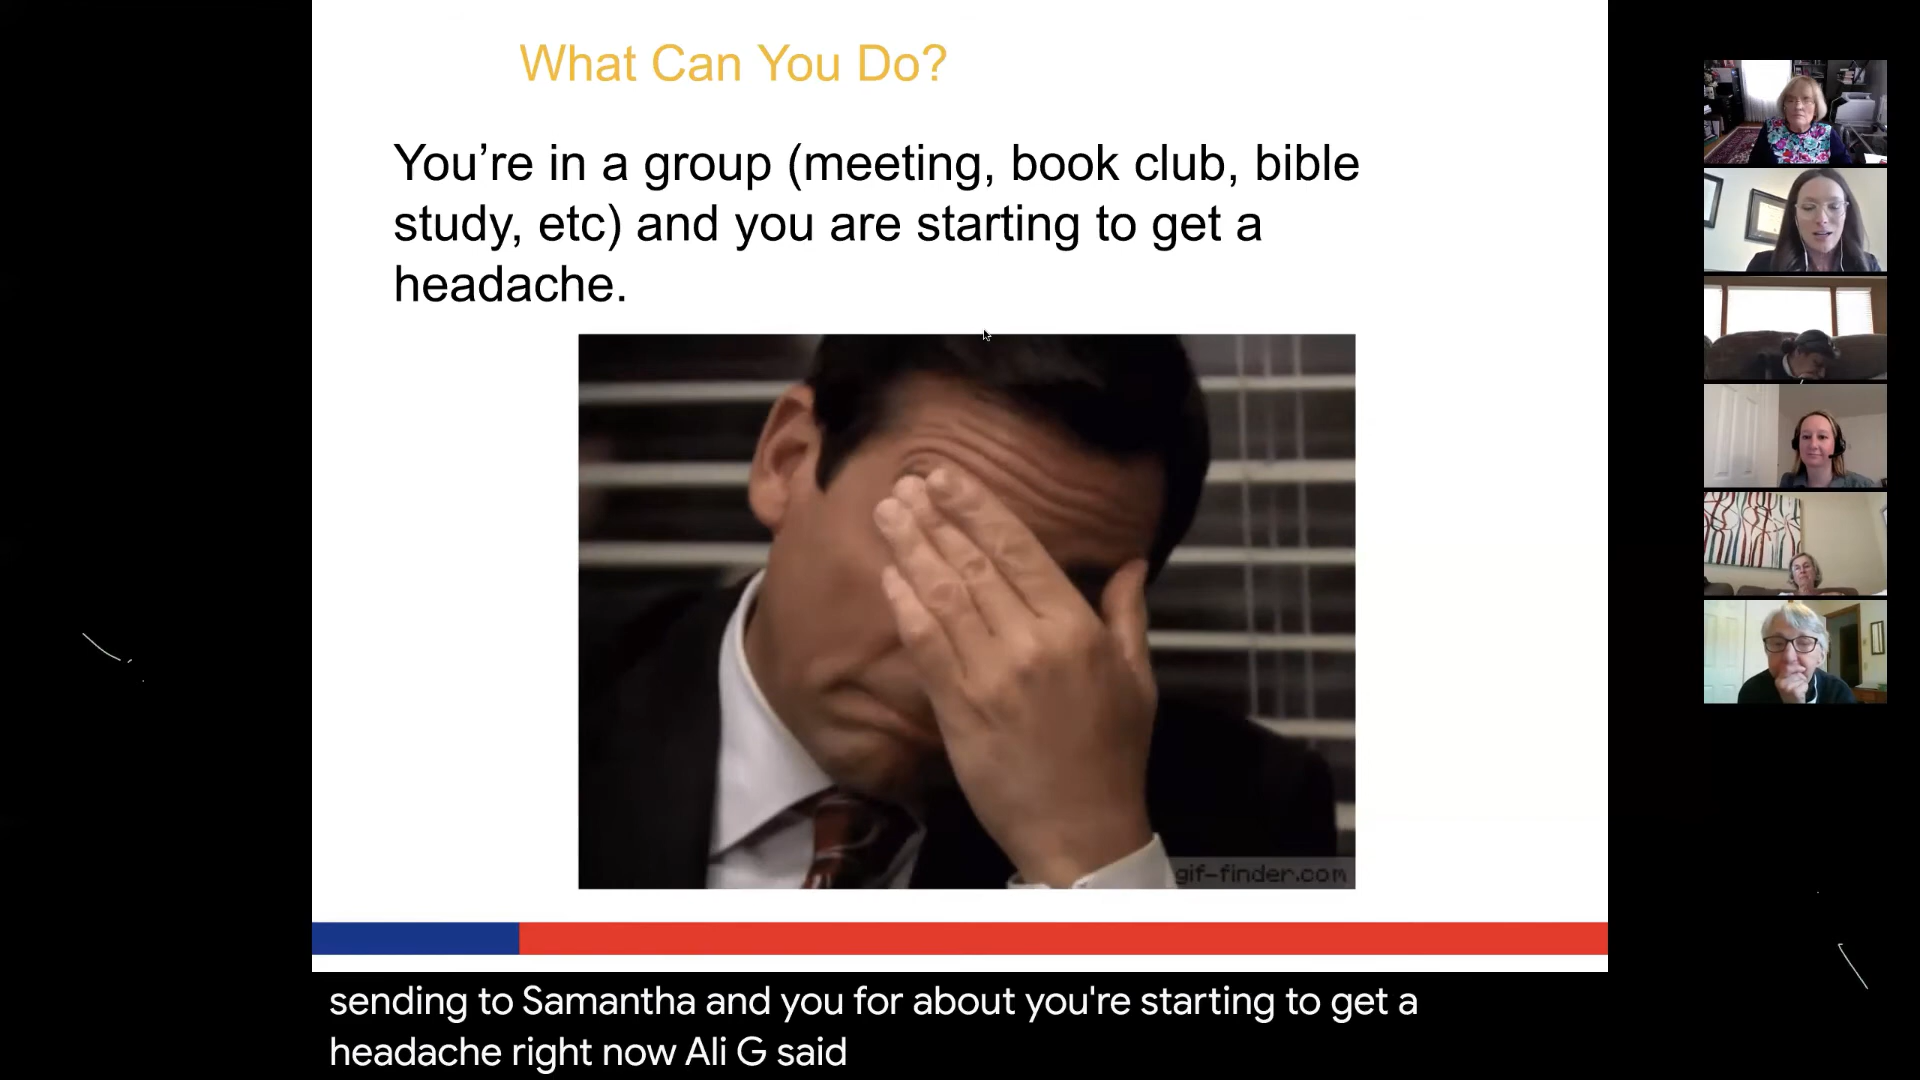 What Can You Do?
You’re in a group (meeting, book club, bible
study, etc) and you are starting to get a
headache.
gif-finder.com
sending to Samantha and you for about you're starting to get a
headache right now Ali G said